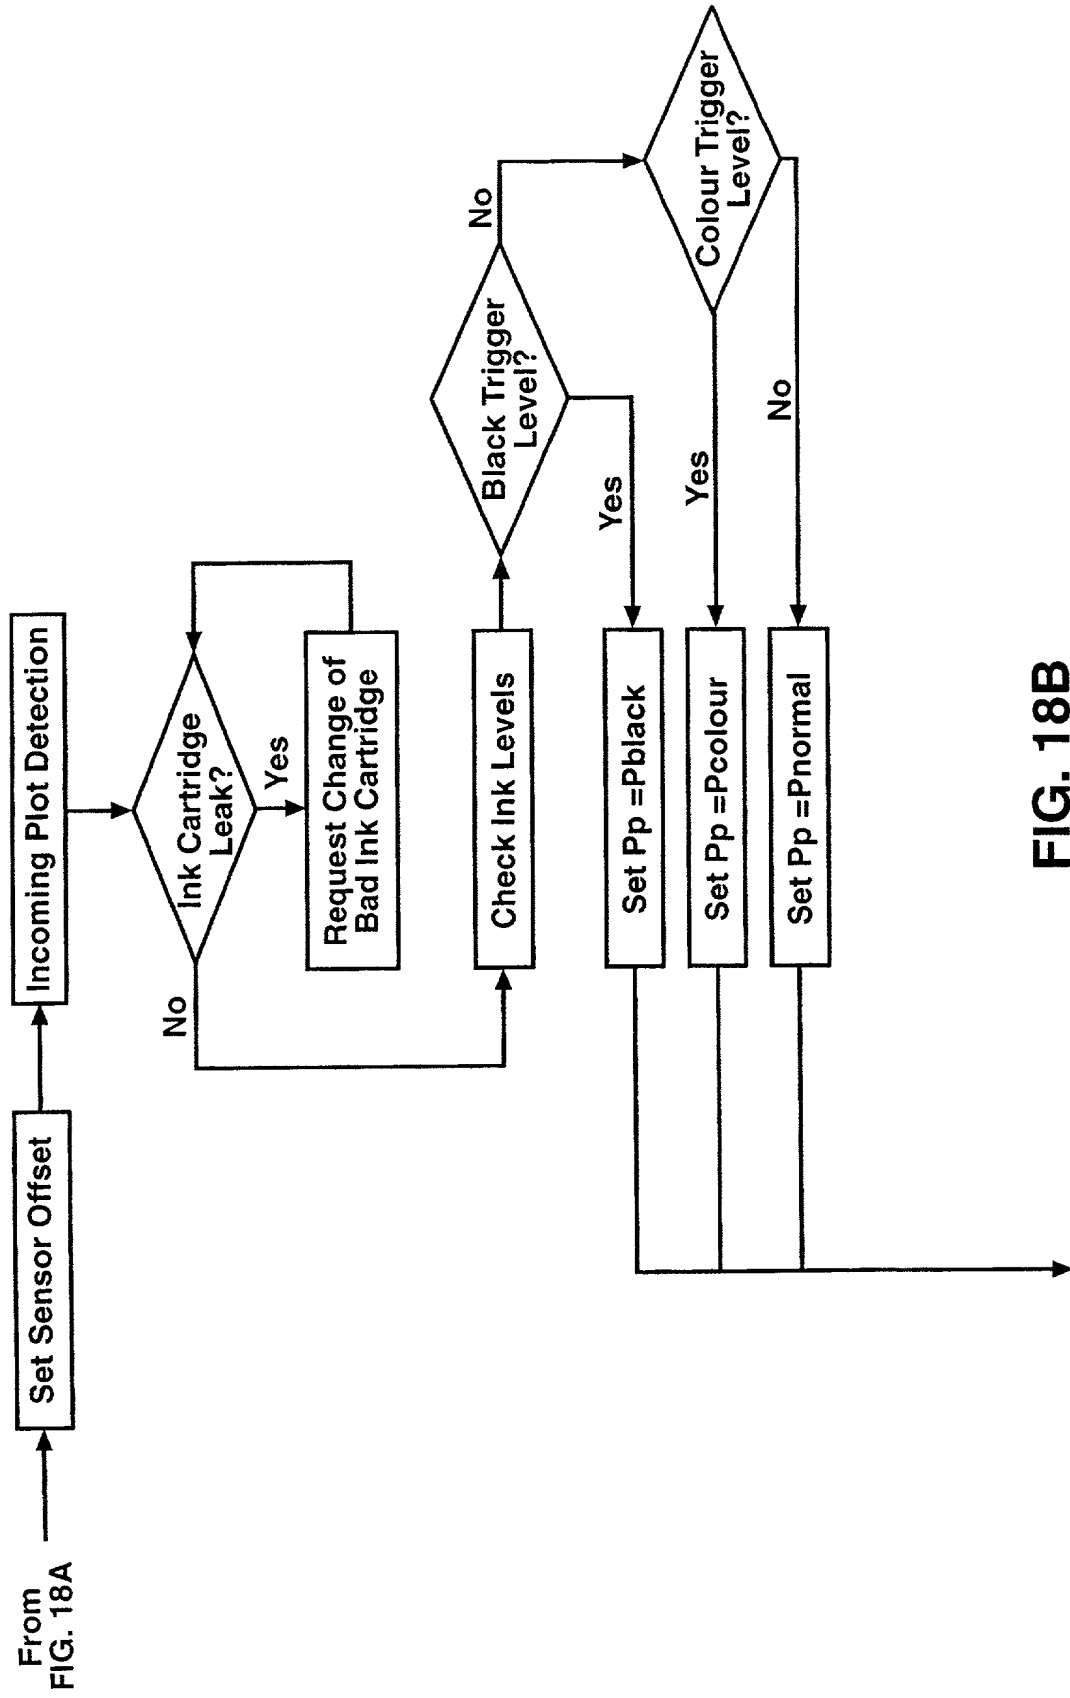 From
FIG. 18A
Set Sensor Offset
Incoming Plot Detection
Ink Cartridge
Leak?
No
Yes
Request Change of
Bad Ink Cartridge
Check Ink Levels
Black Trigger
Level?
No
Yes
Colour Trigger
Level?
Yes
No
Set Pp =Pblack
Set Pp =Pcolour
Set Pp =Pnormal
FIG. 18B